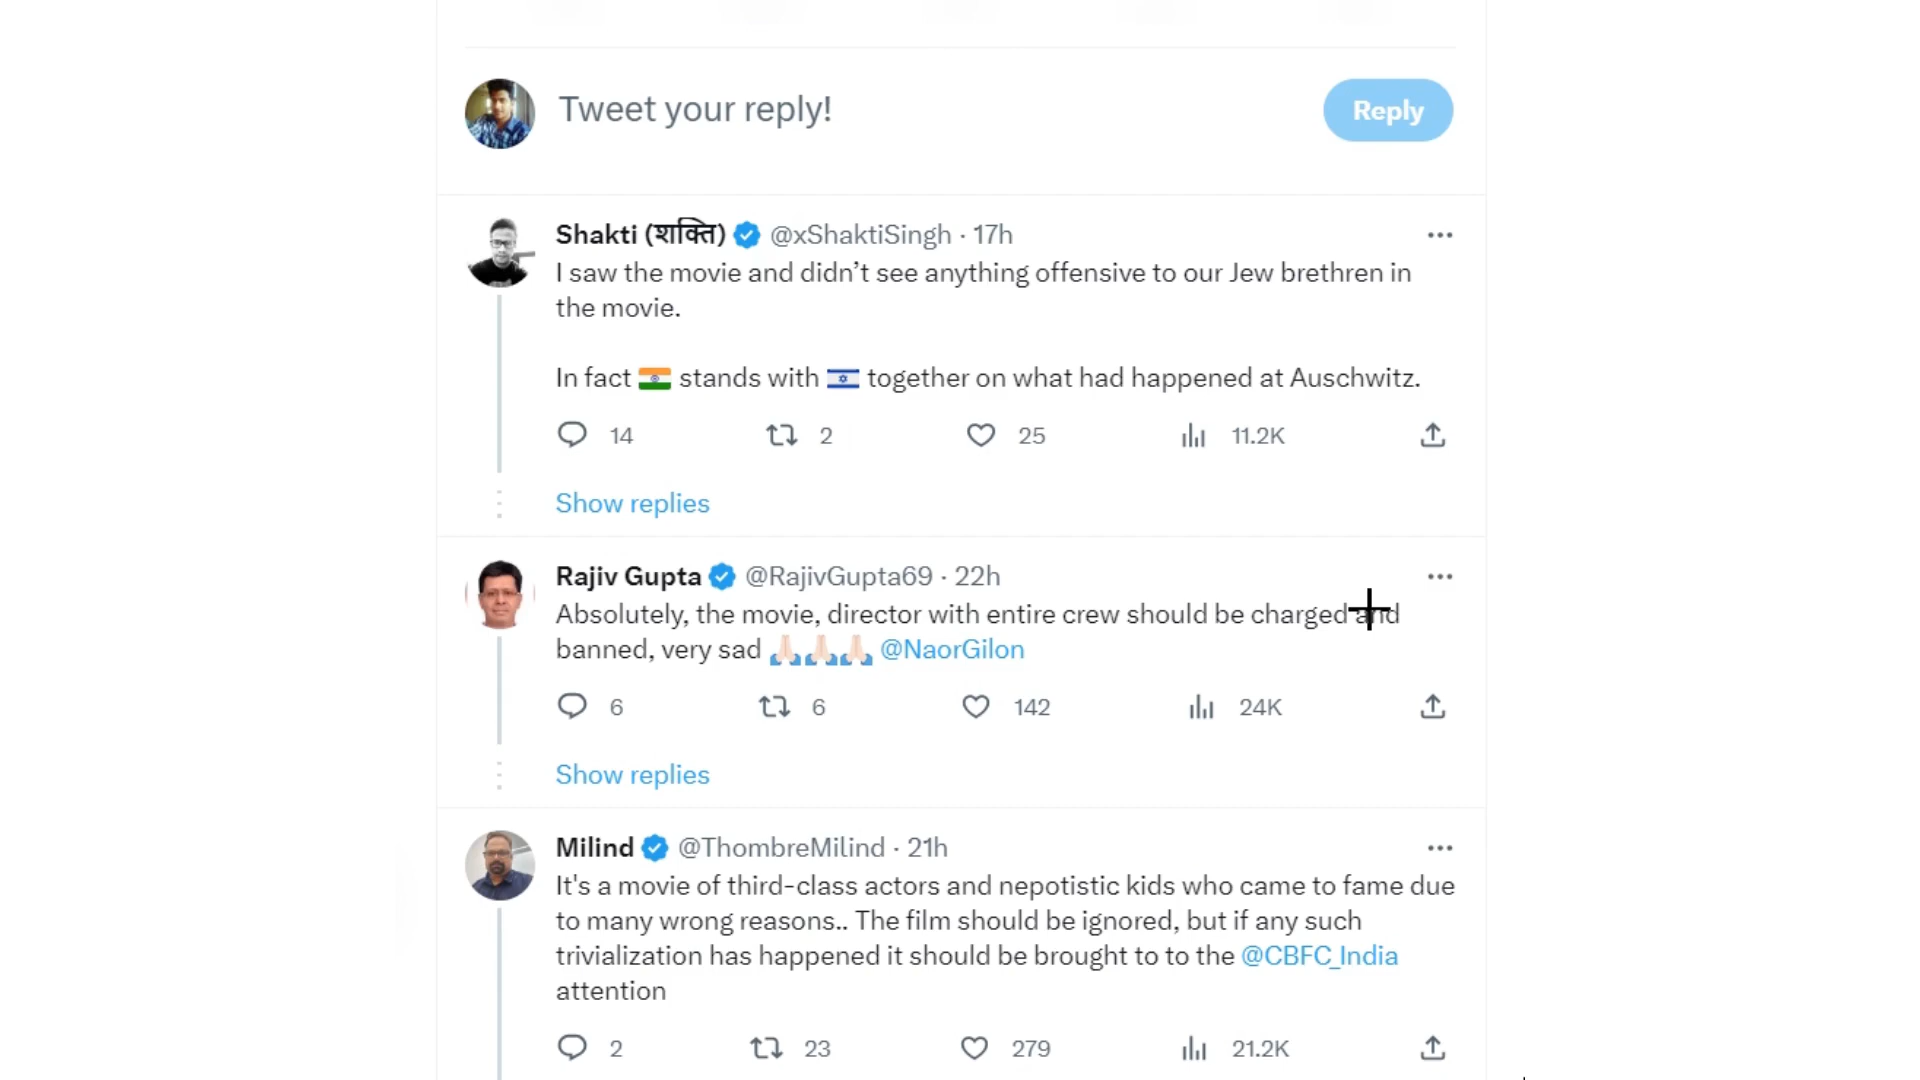 Tweet your reply!
Reply
Shakti (शक्ति) @xShaktiSingh · 17h
I saw the movie and didn’t see anything offensive to our Jew brethren in
the movie.
In fact 🇮🇳 stands with 🇮🇱 together on what had happened at Auschwitz.
14 2 25 11.2K
Show replies
Rajiv Gupta @RajivGupta69 · 22h
Absolutely, the movie, director with entire crew should be charged and
banned, very sad 🙏🏻🙏🏻🙏🏻 @NaorGilon
6 6 142 24K
Show replies
Milind @ThombreMilind · 21h
It's a movie of third-class actors and nepotistic kids who came to fame due
to many wrong reasons.. The film should be ignored, but if any such
trivialization has happened it should be brought to to the @CBFC_India
attention
2 23 279 21.2K